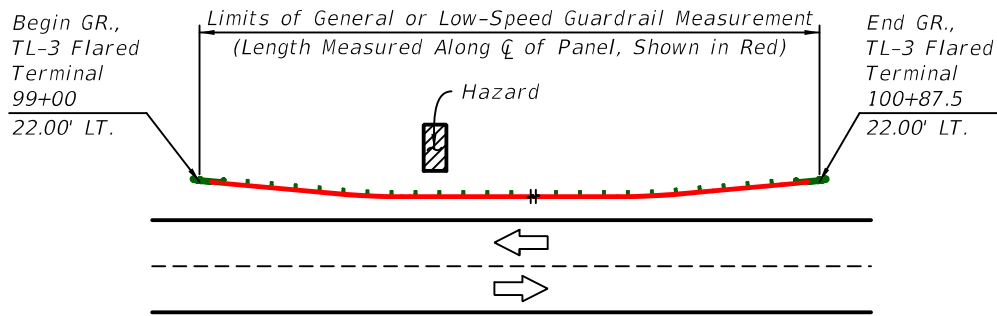 Begin GR.,
TL-3 Flared
Terminal
99+00
22.00' LT.
Limits of General or Low-Speed Guardrail Measurement
(Length Measured Along ℄ of Panel, Shown in Red)
Hazard
End GR.,
TL-3 Flared
Terminal
100+87.5
22.00' LT.